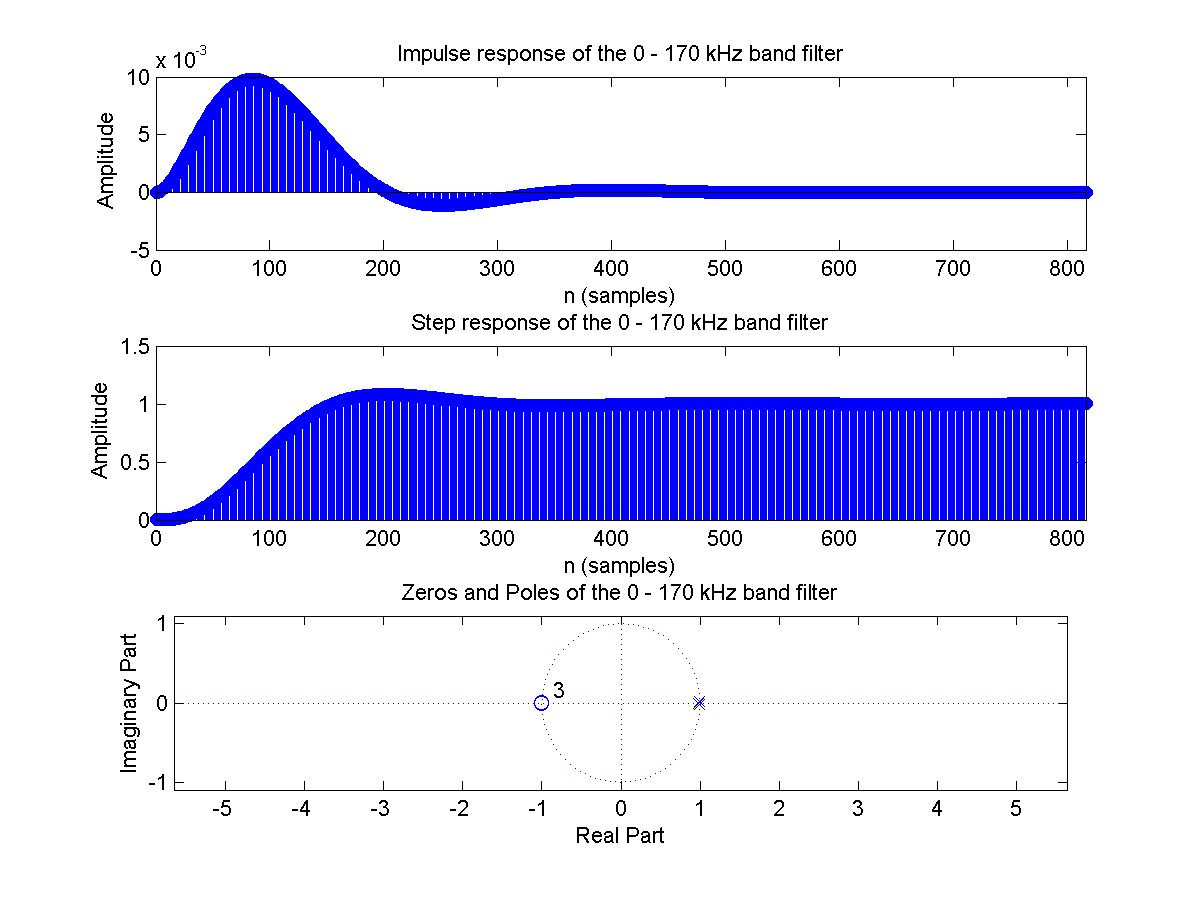 Impulse response of the 0 - 170 kHz band filter
x 10-3
10
5
0
-5
Amplitude
0 100 200 300 400 500 600 700 800
n (samples)
Step response of the 0 - 170 kHz band filter
1.5
1
0.5
0
Amplitude
0 100 200 300 400 500 600 700 800
n (samples)
Zeros and Poles of the 0 - 170 kHz band filter
1
0
-1
Imaginary Part
3
-5 -4 -3 -2 -1 0 1 2 3 4 5
Real Part